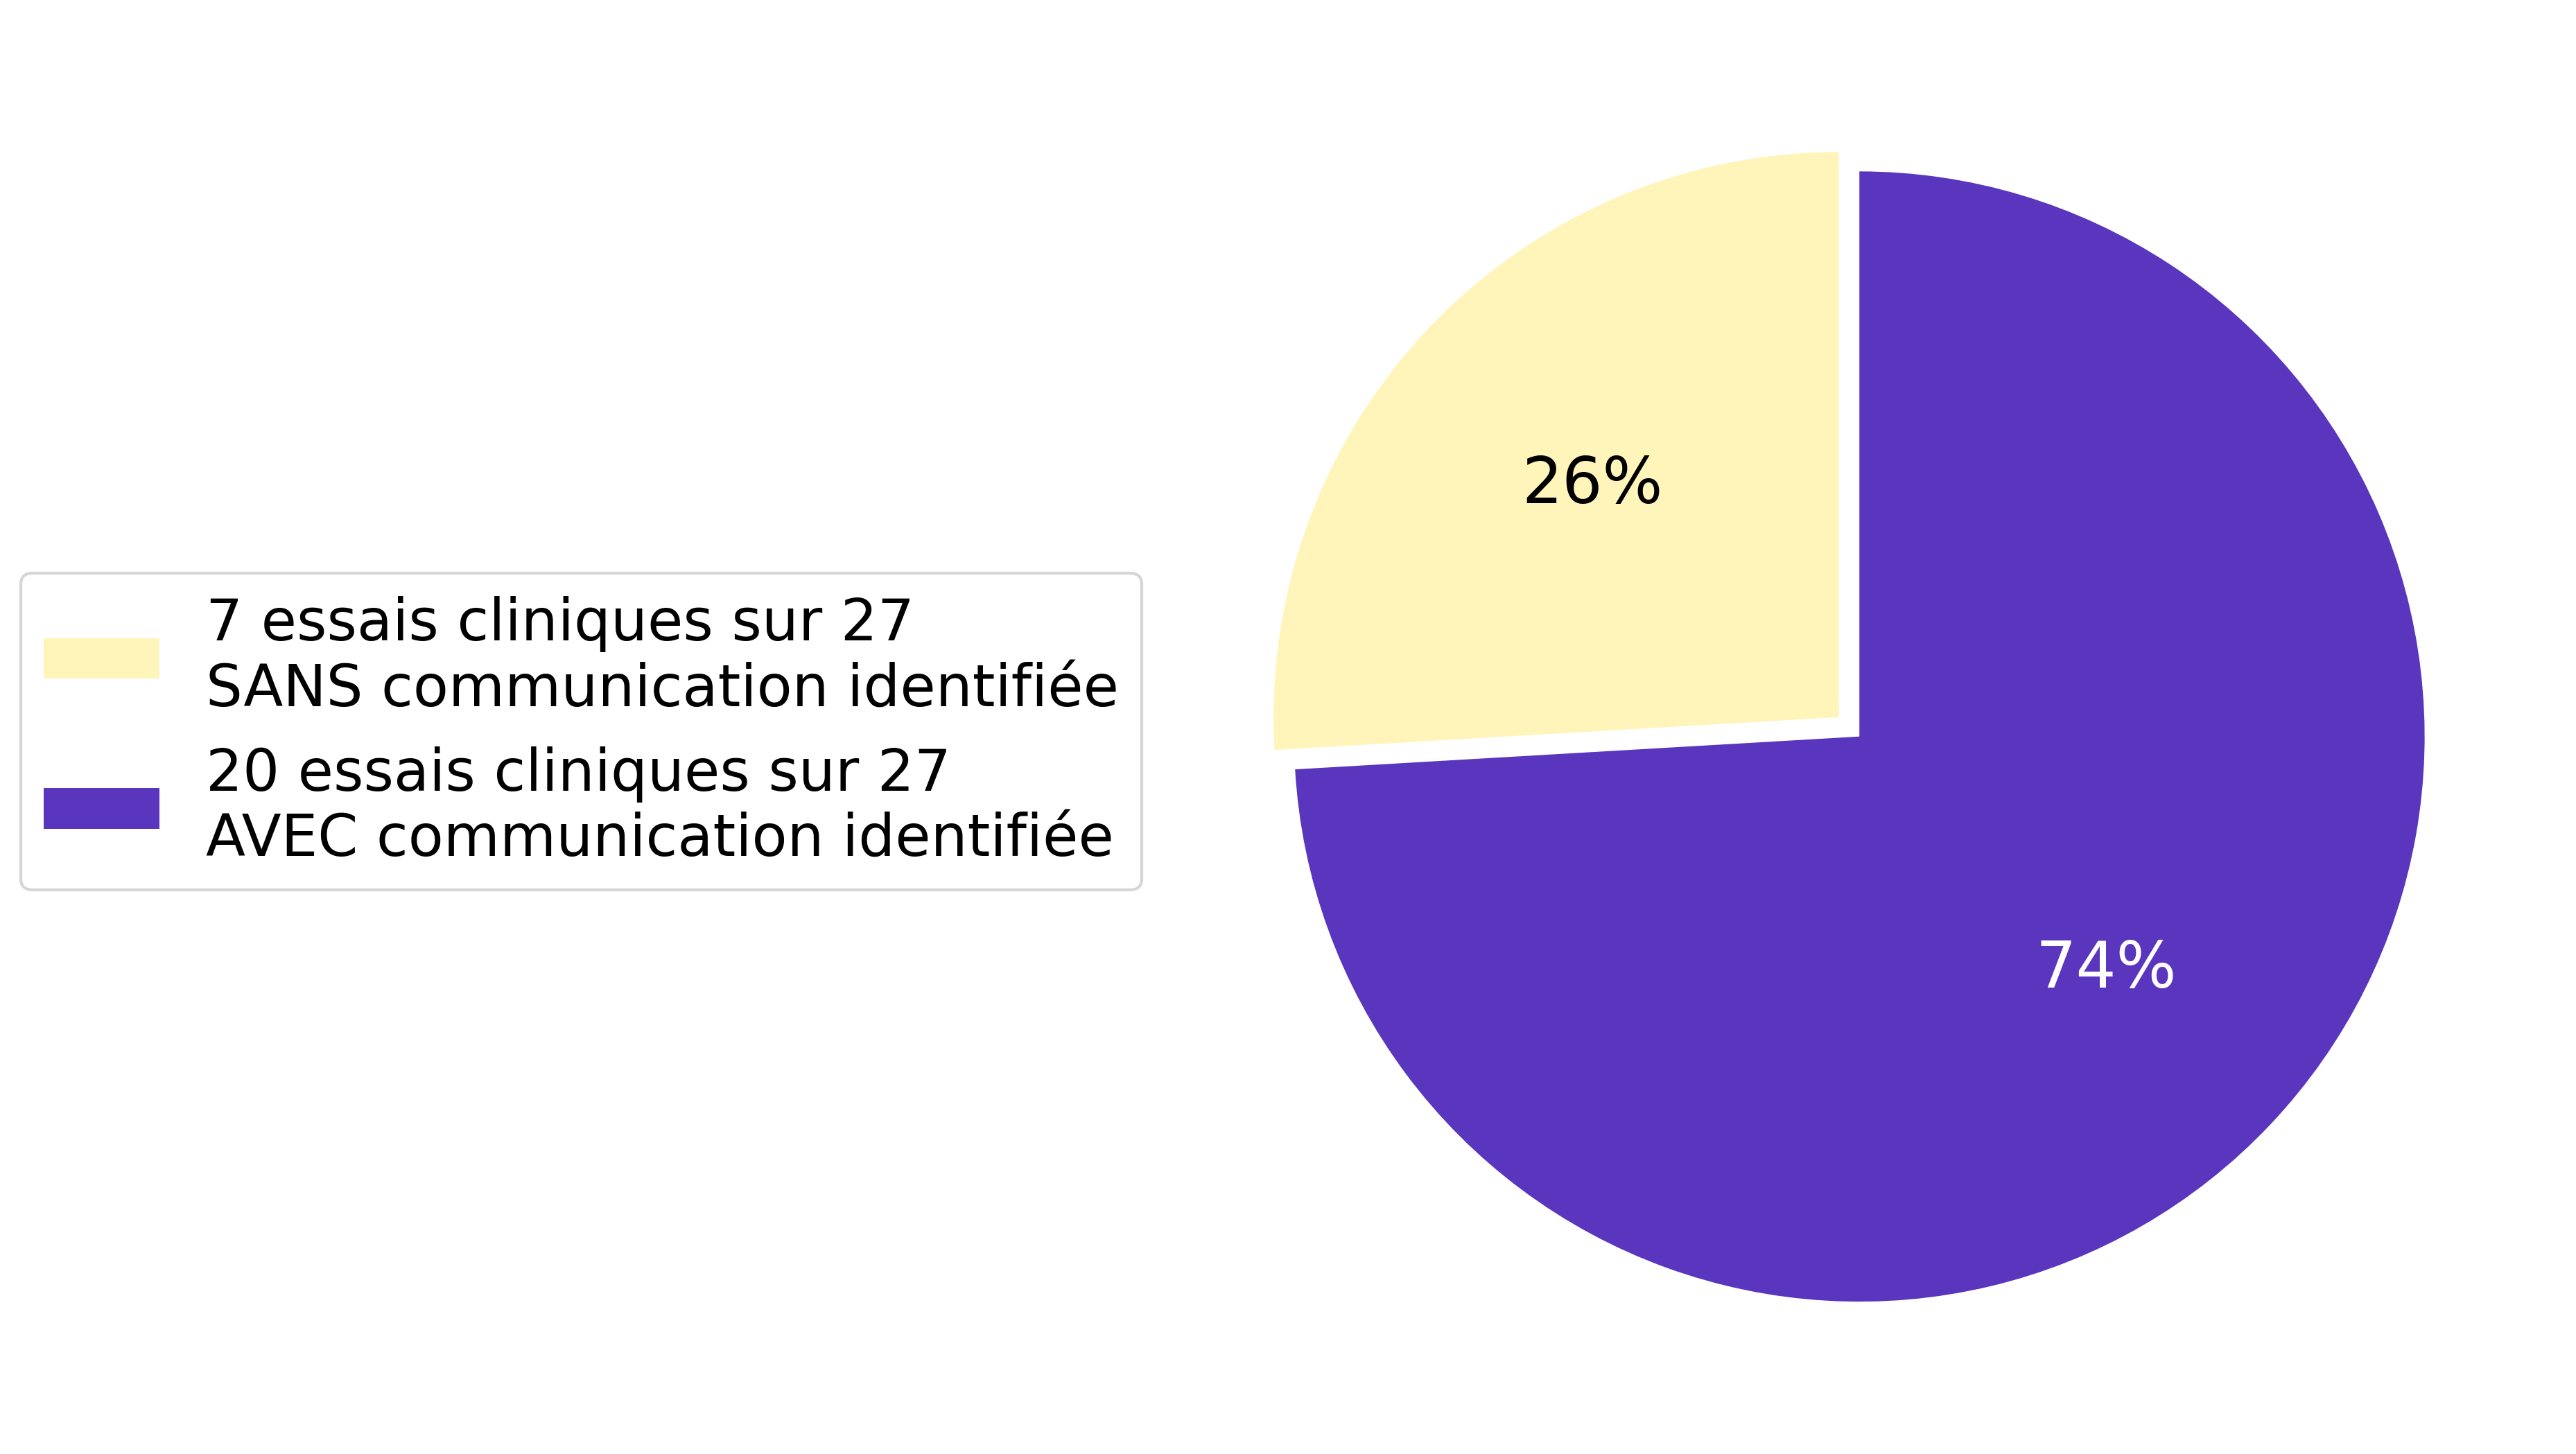 7 essais cliniques sur 27
SANS communication identifiée
20 essais cliniques sur 27
AVEC communication identifiée
26%
74%